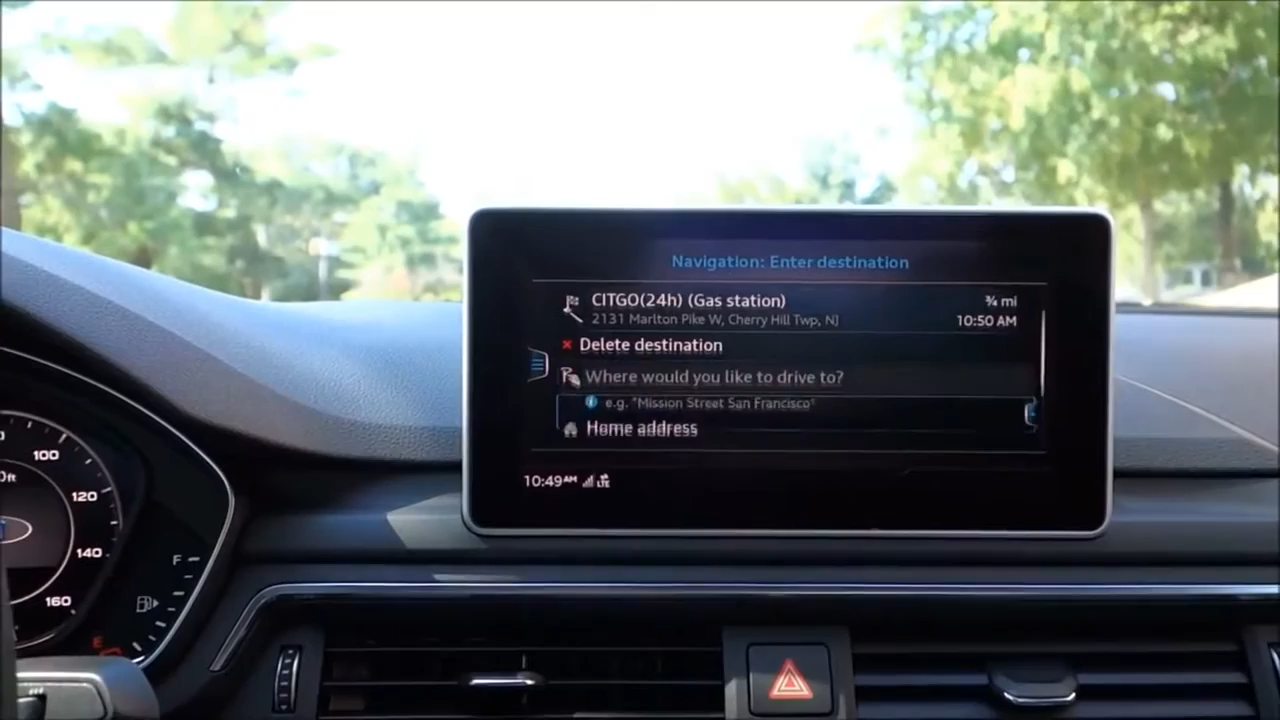 Navigation: Enter destination
CITGO(24h) (Gas station)
¾ mi
2131 Marlton Pike W, Cherry Hill Twp, NJ
10:50 AM
Delete destination
Where would you like to drive to?
e.g. "Mission Street San Francisco"
Home address
10:49AM LTE
100
120
140
160
F
E